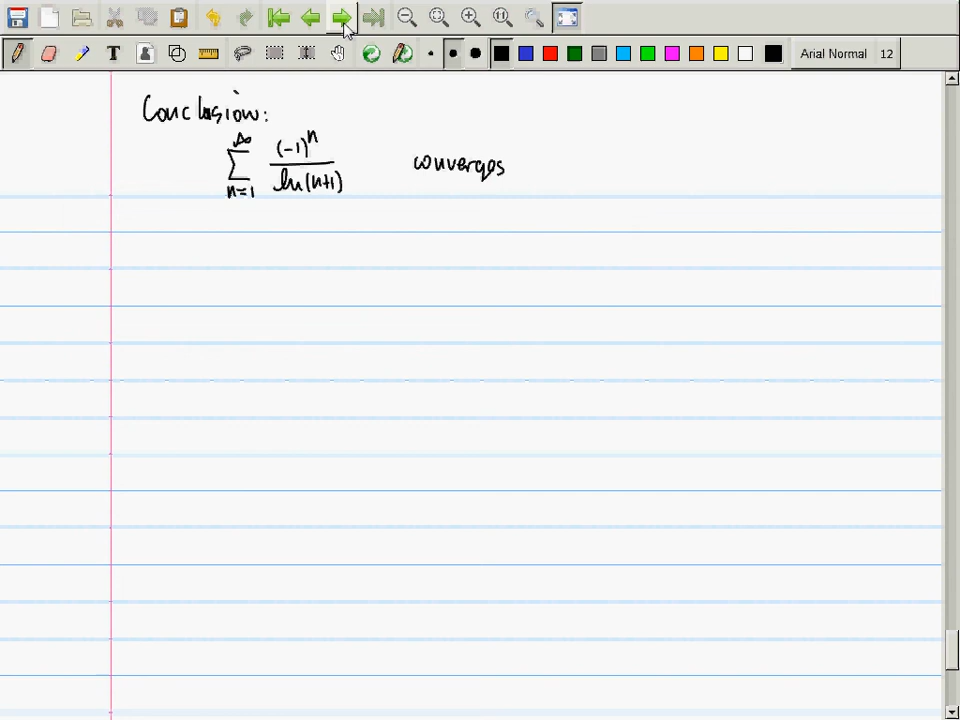 Arial Normal 12
Conclusion:
∞ (-1)^n
∑ ――― converges
n=1 ln(n+1)